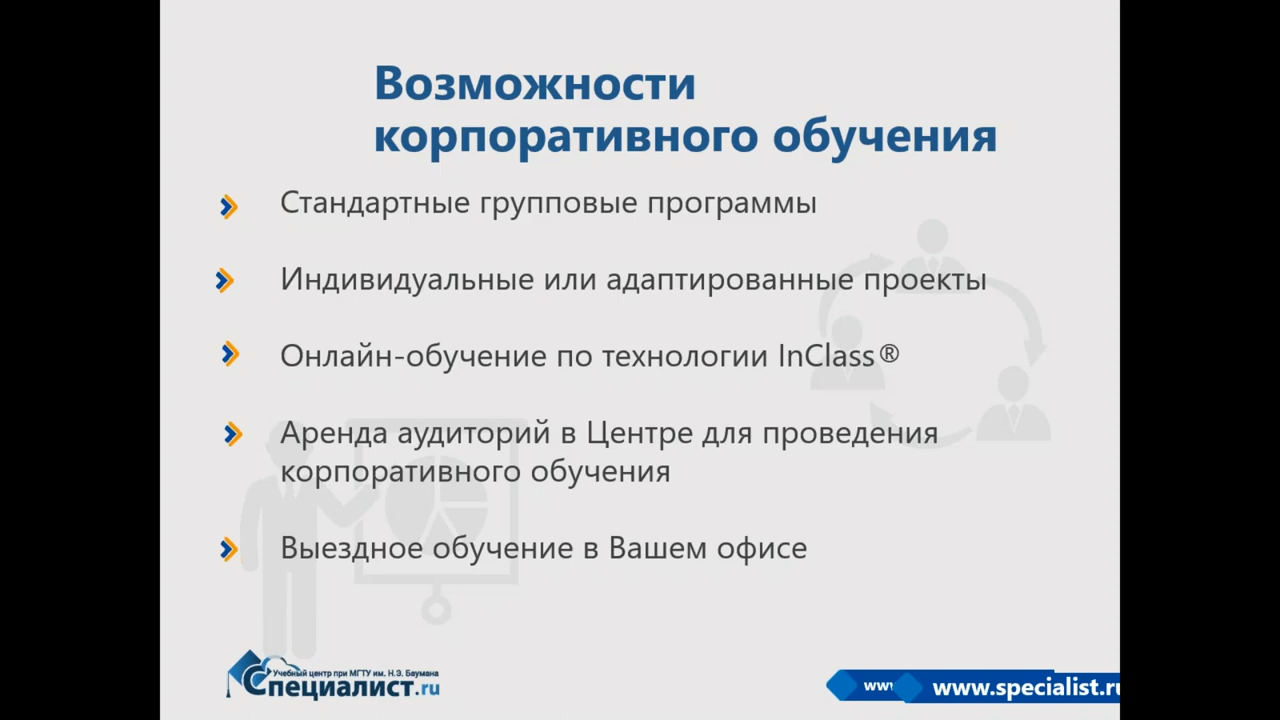 Возможности
корпоративного обучения
Стандартные групповые программы
Индивидуальные или адаптированные проекты
Онлайн-обучение по технологии InClass®
Аренда аудиторий в Центре для проведения
корпоративного обучения
Выездное обучение в Вашем офисе
Учебный центр при МГТУ им. Н.Э. Баумана
Специалист.ru
www www.specialist.ru